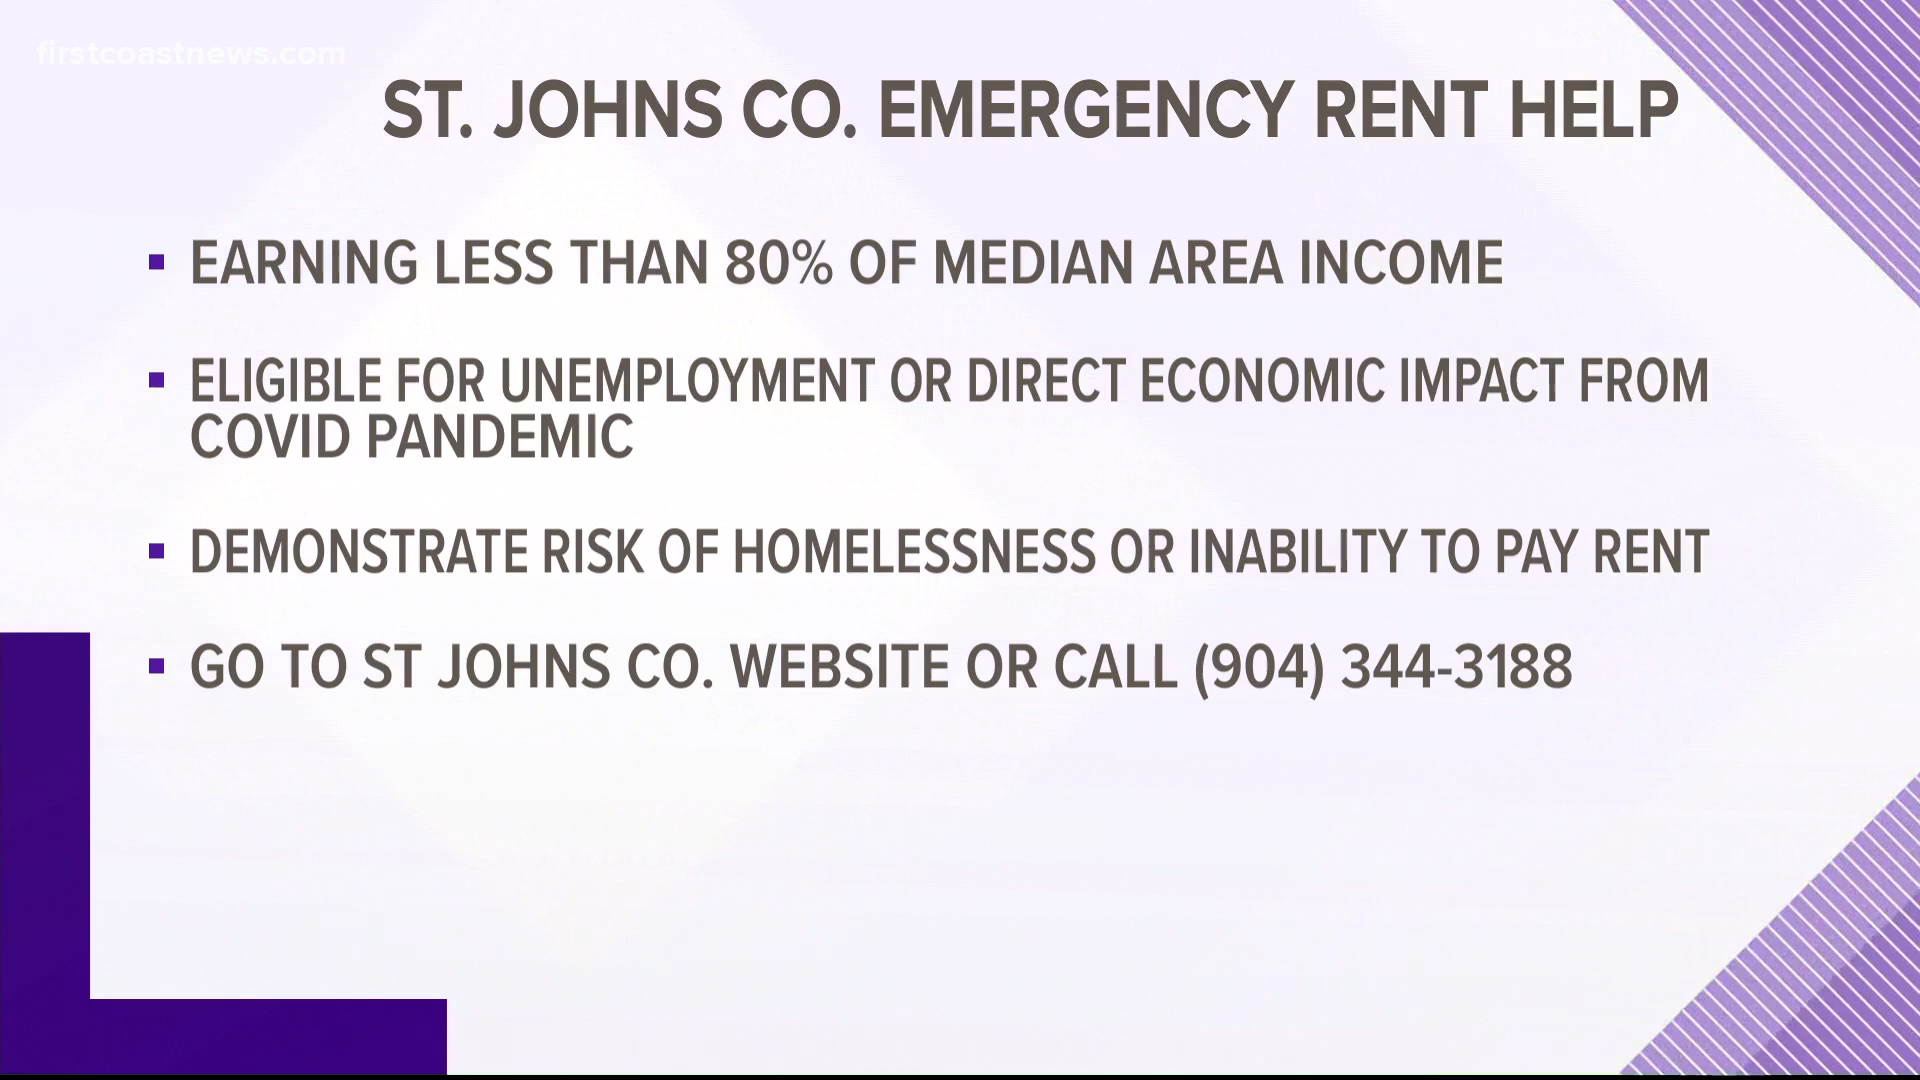 firstcoastnews.com
ST. JOHNS CO. EMERGENCY RENT HELP
EARNING LESS THAN 80% OF MEDIAN AREA INCOME
ELIGIBLE FOR UNEMPLOYMENT OR DIRECT ECONOMIC IMPACT FROM
COVID PANDEMIC
DEMONSTRATE RISK OF HOMELESSNESS OR INABILITY TO PAY RENT
GO TO ST JOHNS CO. WEBSITE OR CALL (904) 344-3188